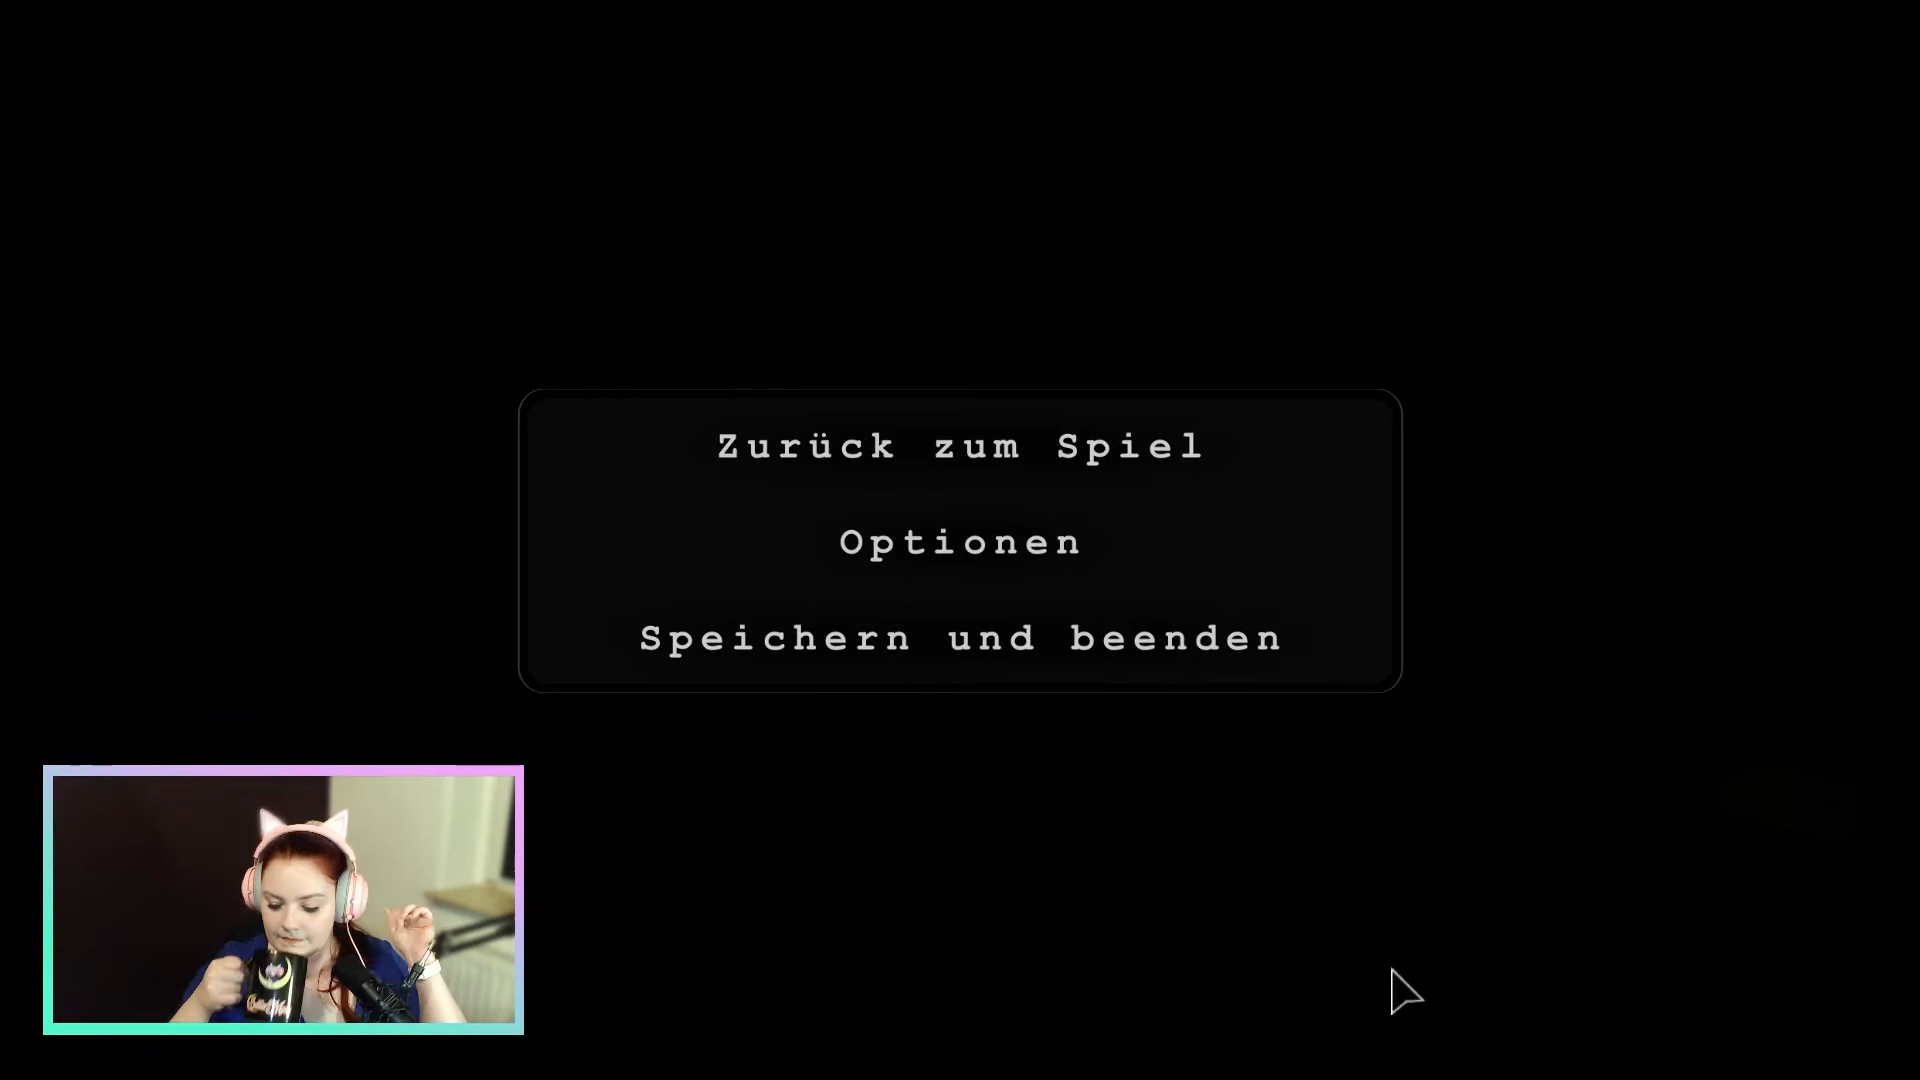 Zurück zum Spiel
Optionen
Speichern und beenden